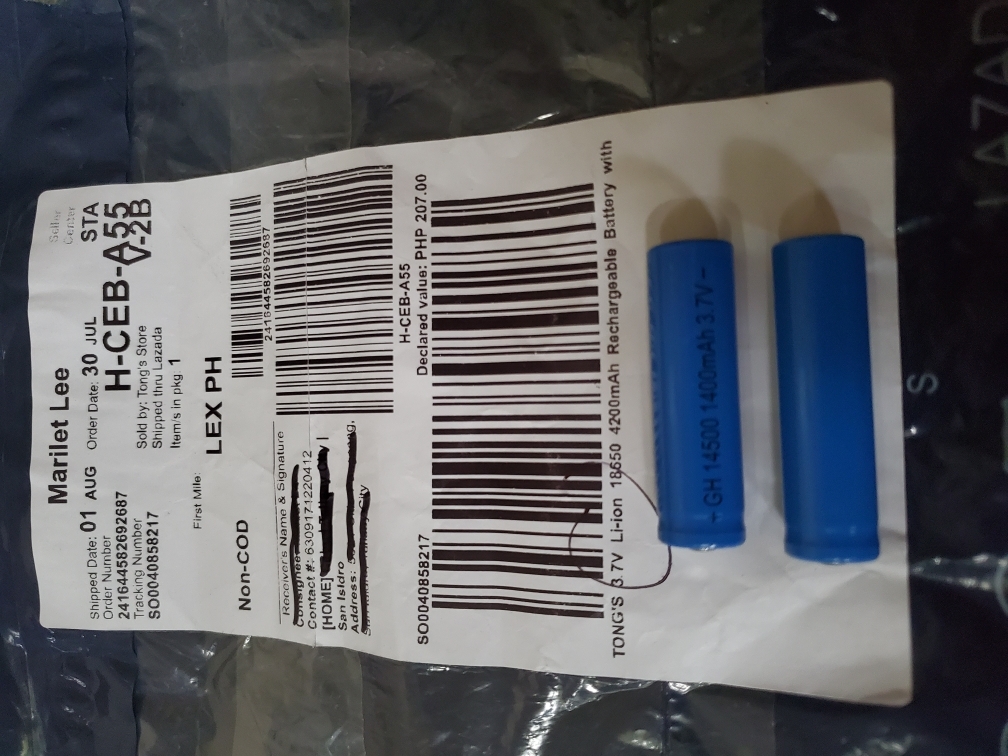 Marilet Lee
Seller
Center
Shipped Date: 01 AUG Order Date: 30 JUL STA
Order Number
241644582692687
H-CEB-A55
V-2B
Tracking Number
SO0040858217
Sold by: Tong's Store
Shipped thru Lazada
Item/s in pkg: 1
First Mile:
LEX PH
Non-COD
241644582692687
Receiver's Name & Signature
Consignee
Contact #: 6309171220412
[HOME]
San Isidro
Address:
City
H-CEB-A55
SO0040858217 Declared value: PHP 207.00
TONG'S 3.7V Li-ion 18650 4200mAh Rechargeable Battery with
+ GH 14500 1400mAh 3.7V -
S
LAZAD